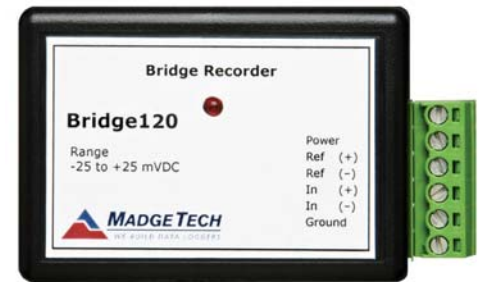 Bridge Recorder
Bridge120
Range
-25 to +25 mVDC
Power
Ref (+)
Ref (-)
In (+)
In (-)
Ground
MADGETECH
WE BUILD DATA LOGGERS